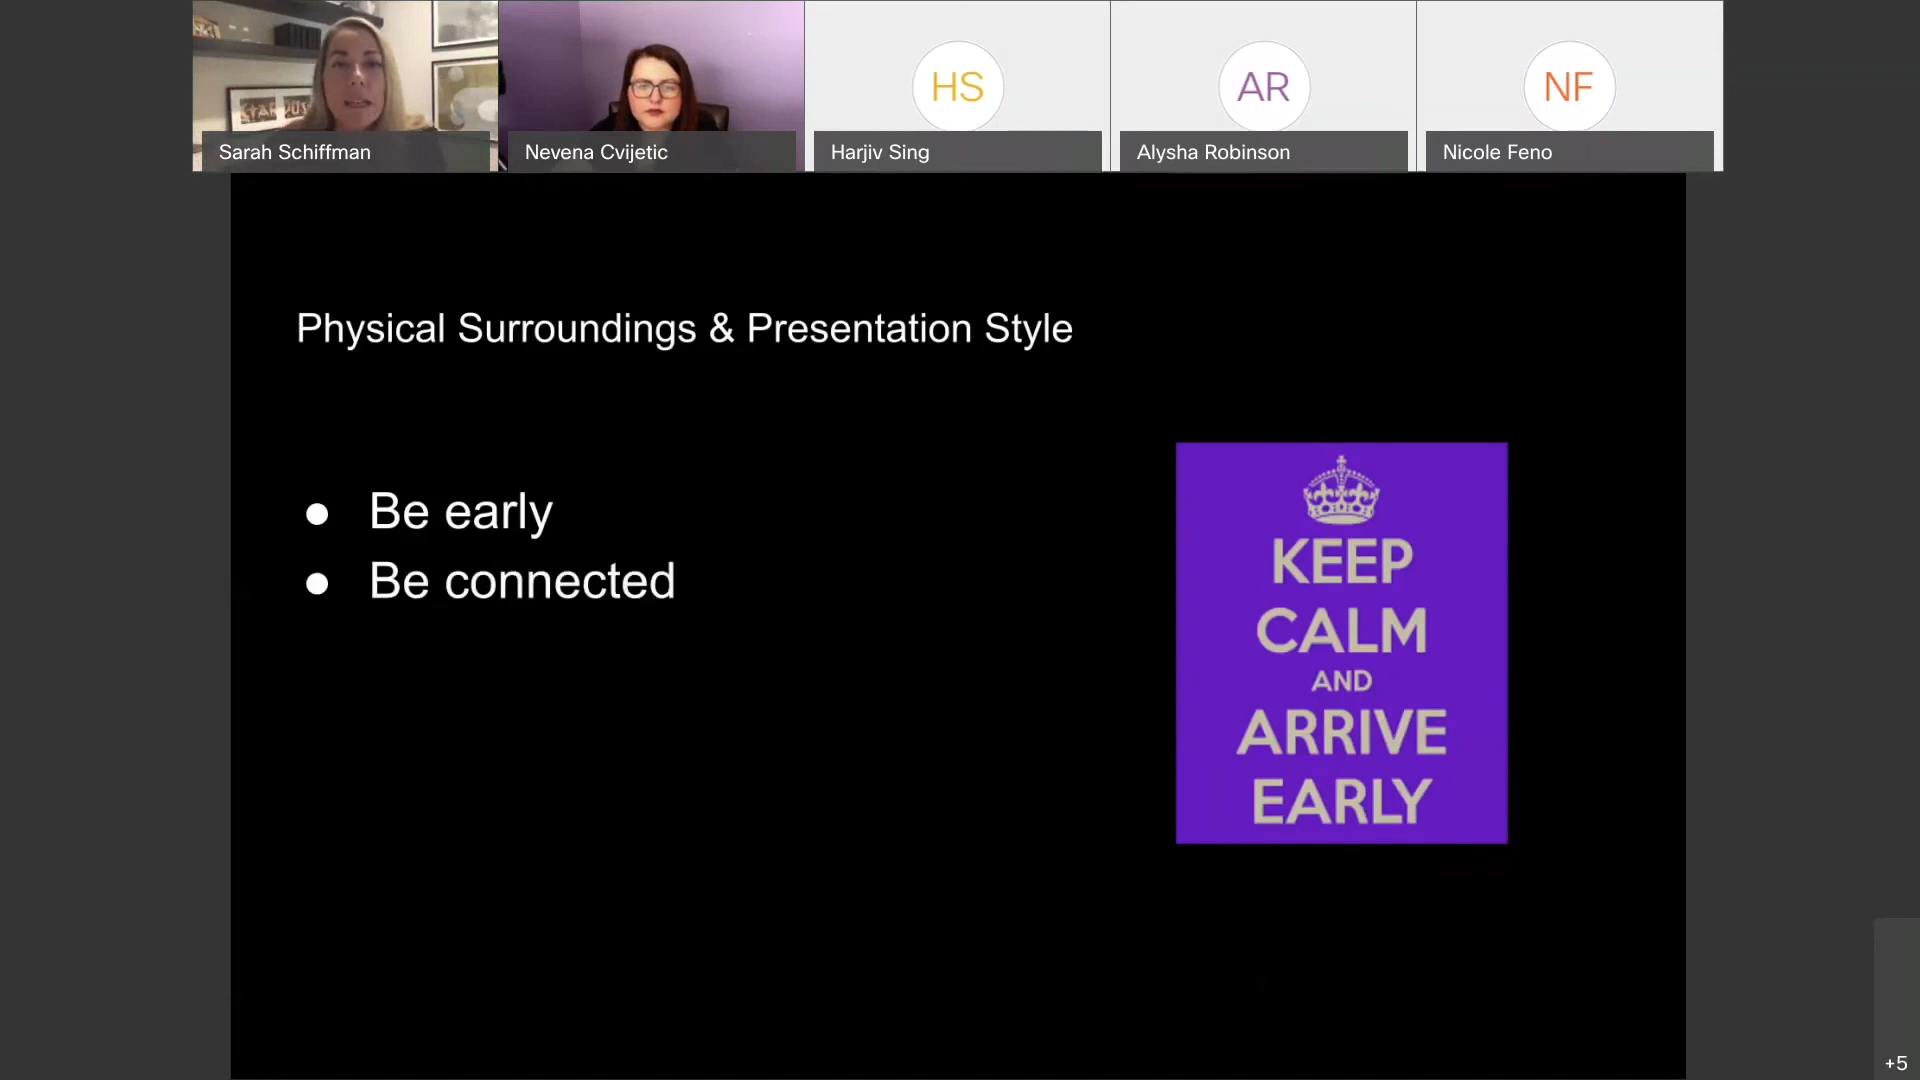 HS
AR
NF
Sarah Schiffman
Nevena Cvijetic
Harjiv Sing
Alysha Robinson
Nicole Feno
Physical Surroundings & Presentation Style
● Be early
● Be connected
KEEP
CALM
AND
ARRIVE
EARLY
+5